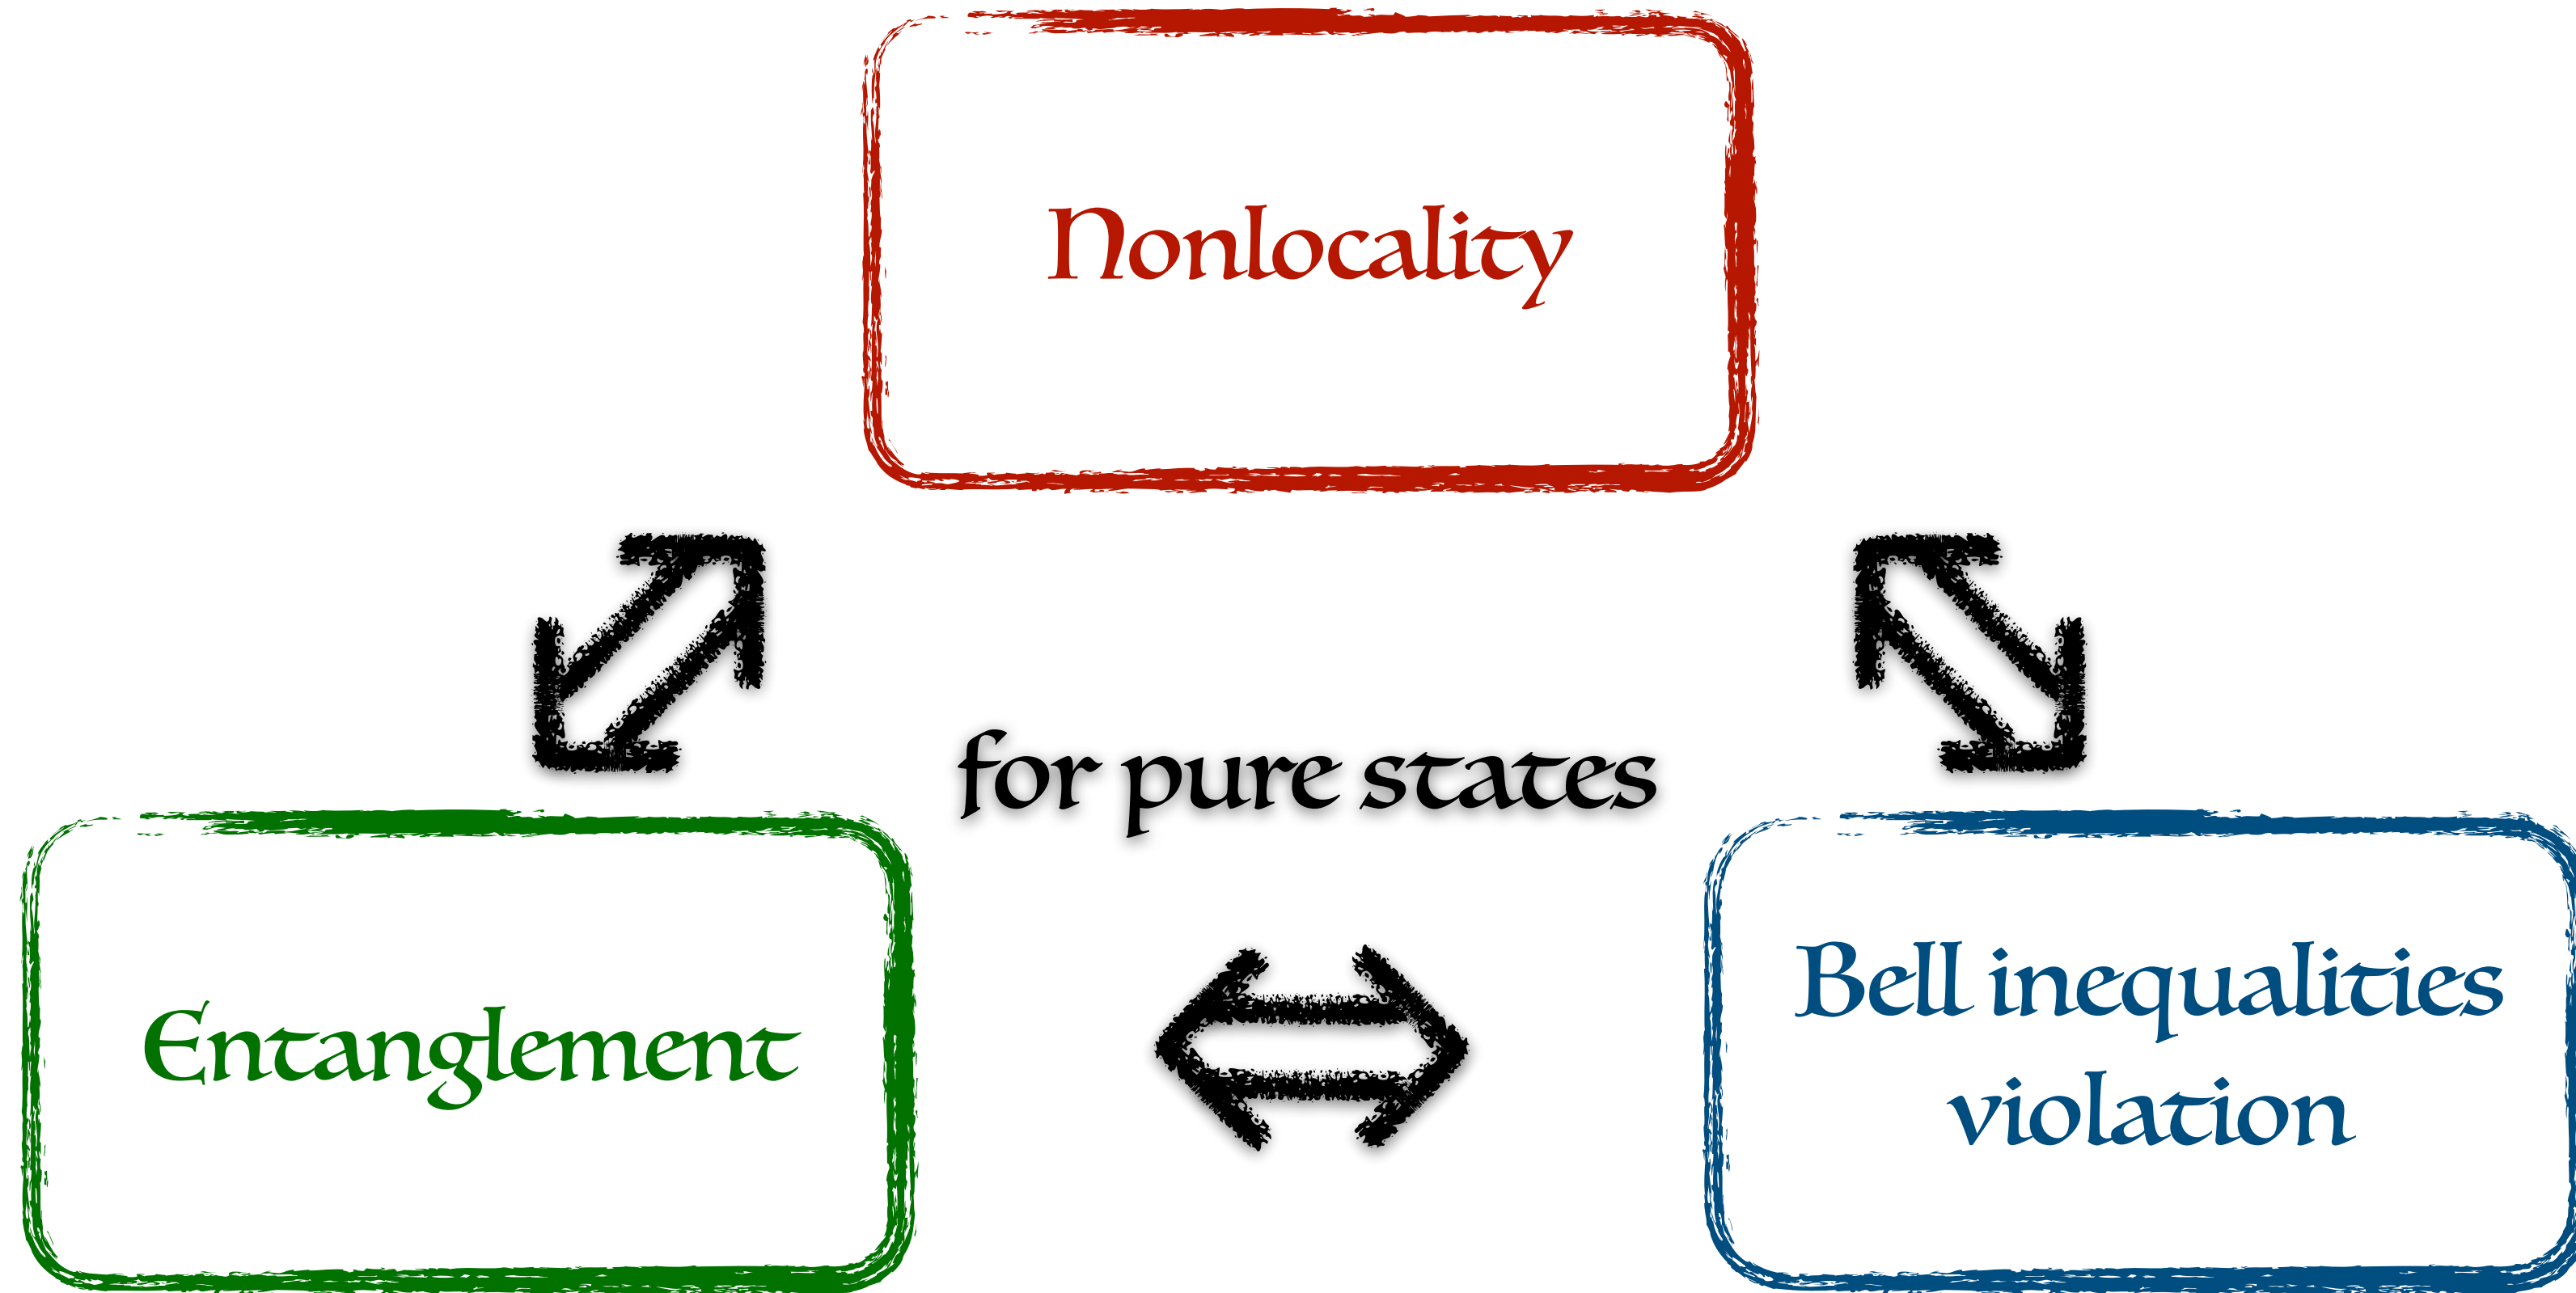 Nonlocality
for pure states
Entanglement
Bell inequalities
violation